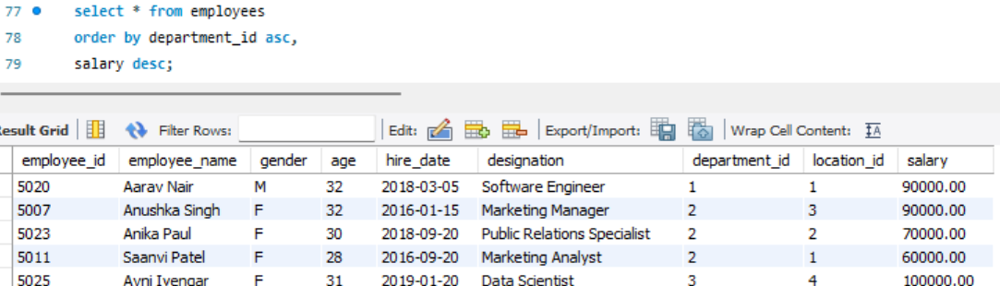 77 select * from employees
78 order by department_id asc,
79 salary desc;
Result Grid Filter Rows: Edit: Export/Import: Wrap Cell Content: IA
employee_id employee_name gender age hire_date designation department_id location_id salary
5020 Aarav Nair M 32 2018-03-05 Software Engineer 1 1 90000.00
5007 Anushka Singh F 32 2016-01-15 Marketing Manager 2 3 90000.00
5023 Anika Paul F 30 2018-09-20 Public Relations Specialist 2 2 70000.00
5011 Saanvi Patel F 28 2016-09-20 Marketing Analyst 2 1 60000.00
5025 Avni Iyengar F 31 2019-01-20 Data Scientist 3 4 100000.00